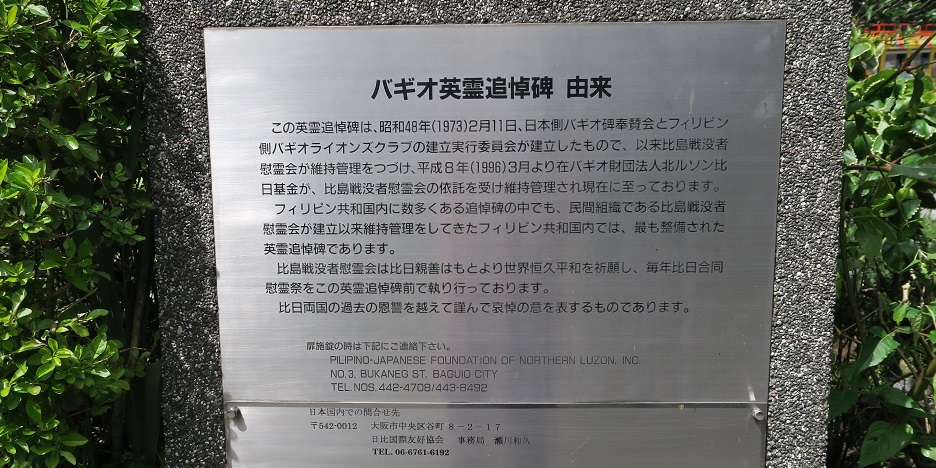 バギオ英霊追悼碑 由来
この英霊追悼碑は、昭和48年(1973)2月11日、日本側バギオ碑奉賛会とフィリピン
側バギオライオンズクラブの建立実行委員会が建立したもので、以来比島戦没者
慰霊会が維持管理をつづけ、平成8年(1996)3月より在バギオ財団法人北ルソン比
日基金が、比島戦没者慰霊会の依託を受け維持管理され現在に至っております。
フィリピン共和国内に数多くある追悼碑の中でも、民間組織である比島戦没者
慰霊会が建立以来維持管理をしてきたフィリピン共和国内では、最も整備された
英霊追悼碑であります。
比島戦没者慰霊会は比日親善はもとより世界恒久平和を祈願し、毎年比日合同
慰霊祭をこの英霊追悼碑前で執り行っております。
比日両国の過去の恩讐を越えて謹んで哀悼の意を表するものであります。
扉施錠の時は下記にご連絡下さい。
PILIPINO-JAPANESE FOUNDATION OF NORTHERN LUZON, INC.
NO.3, BUKANEG ST, BAGUIO CITY
TEL.NOS. 442-4708/443-8492
日本国内での問合せ先
〒542-0012 大阪市中央区谷町 8-2-17
日比国際友好協会 事務局 瀬川和久
TEL. 06-6761-6192